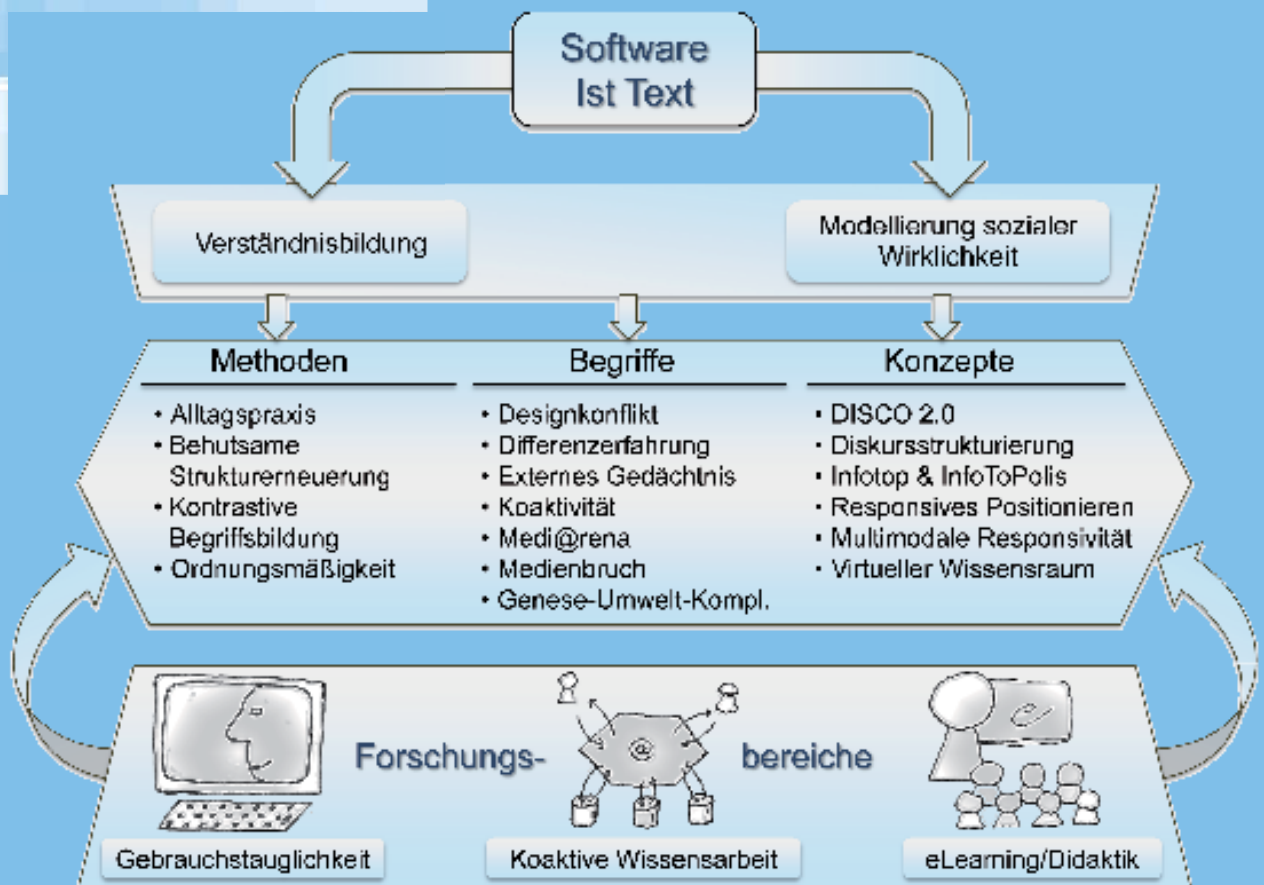 Software
Ist Text
Verständnisbildung
Modellierung sozialer
Wirklichkeit
Methoden
• Alltagspraxis
• Behutsame
Strukturerneuerung
• Kontrastive
Begriffsbildung
• Ordnungsmäßigkeit
Begriffe
• Designkonflikt
• Differenzerfahrung
• Externes Gedächtnis
• Koaktivität
• Medi@rena
• Medienbruch
• Genese-Umwelt-Kompl.
Konzepte
• DISCO 2.0
• Diskursstrukturierung
• Infotop & InfoToPolis
• Responsives Positionieren
• Multimodale Responsivität
• Virtueller Wissensraum
Forschungs-
@
bereiche
e
Gebrauchstauglichkeit
Koaktive Wissensarbeit
eLearning/Didaktik